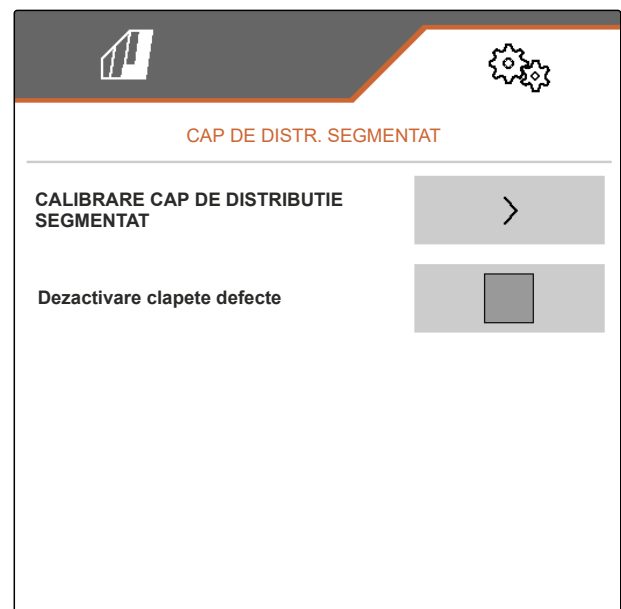 CAP DE DISTR. SEGMENTAT
CALIBRARE CAP DE DISTRIBUTIE
SEGMENTAT
Dezactivare clapete defecte